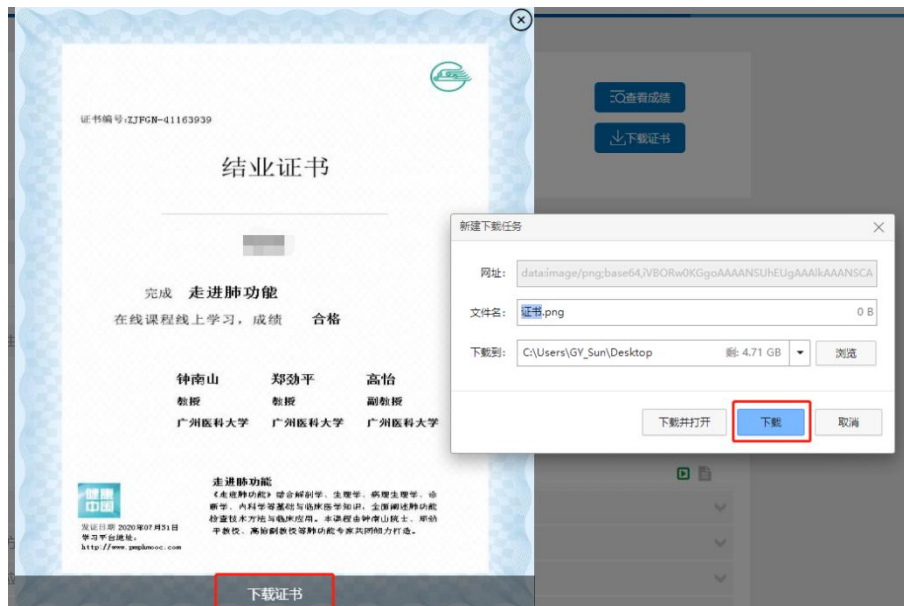 证书编号:ZJFGN-41163939
结业证书
完成 走进肺功能
在线课程线上学习，成绩 合格
钟南山 郑劲平 高怡
教授 教授 副教授
广州医科大学 广州医科大学 广州医科大学
健康
中国
发证日期 2020年07月31日
学习平台地址：
http://www.pmphmooc.com
走进肺功能
《走进肺功能》结合解剖学、生理学、病理生理学、诊
断学、内科学等基础与临床医学知识，全面阐述肺功能
检查技术方法与临床应用。本课程由钟南山院士、郑劲
平教授、高怡副教授等肺功能专家共同倾力打造。
下载证书
查看成绩
下载证书
新建下载任务
网址：
data:image/png;base64,iVBORw0KGgoAAAANSUhEUgAAAlkAAANSCA
文件名：
证书.png
0 B
下载到：
C:\Users\GY_Sun\Desktop
剩: 4.71 GB
浏览
下载并打开
下载
取消